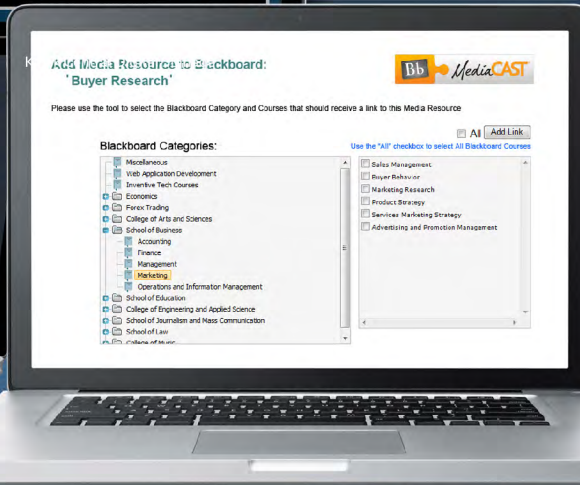 Add Media Resource to Blackboard:
'Buyer Research'
Bb MediaCAST
Please use the tool to select the Blackboard Category and Courses that should receive a link to this Media Resource
All Add Link
Blackboard Categories:
Use the "All" checkbox to select All Blackboard Courses
Miscellaneous
Web Application Development
Inventive Tech Courses
Economics
Forex Trading
College of Arts and Sciences
School of Business
Accounting
Finance
Management
Marketing
Operations and Information Management
School of Education
College of Engineering and Applied Science
School of Journalism and Mass Communication
School of Law
College of Music
Sales Management
Buyer Behavior
Marketing Research
Product Strategy
Services Marketing Strategy
Advertising and Promotion Management